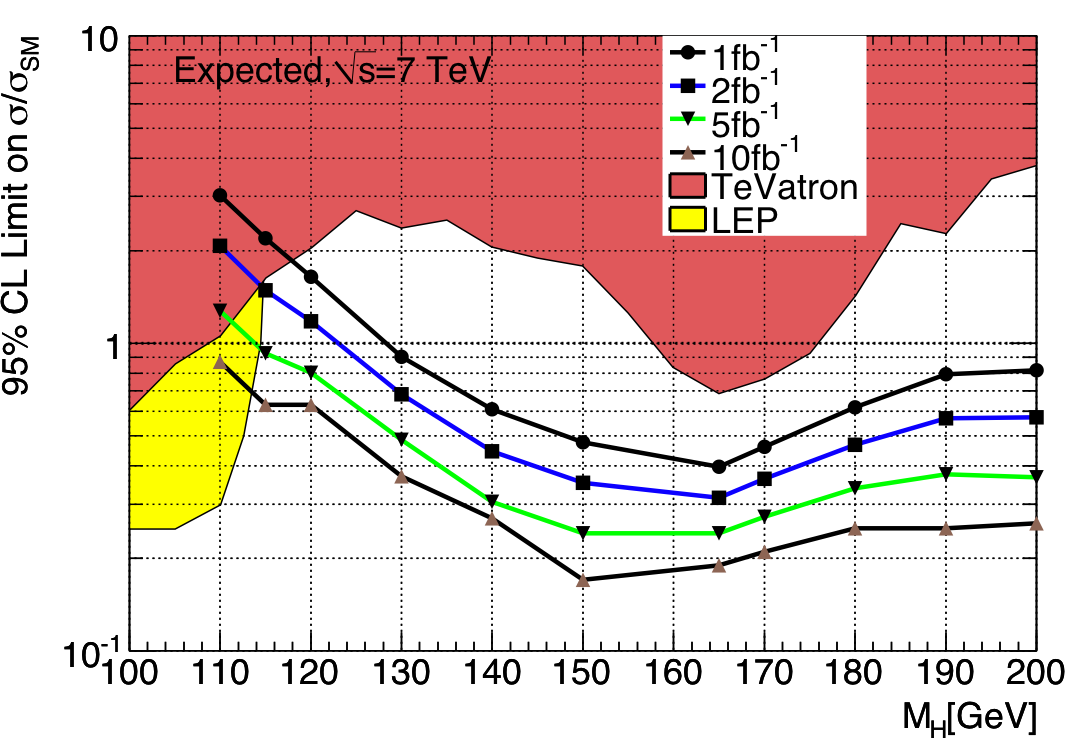 95% CL Limit on σ/σSM
10
1
10-1
Expected, √s=7 TeV
1fb-1
2fb-1
5fb-1
10fb-1
TeVatron
LEP
100 110 120 130 140 150 160 170 180 190 200
MH[GeV]